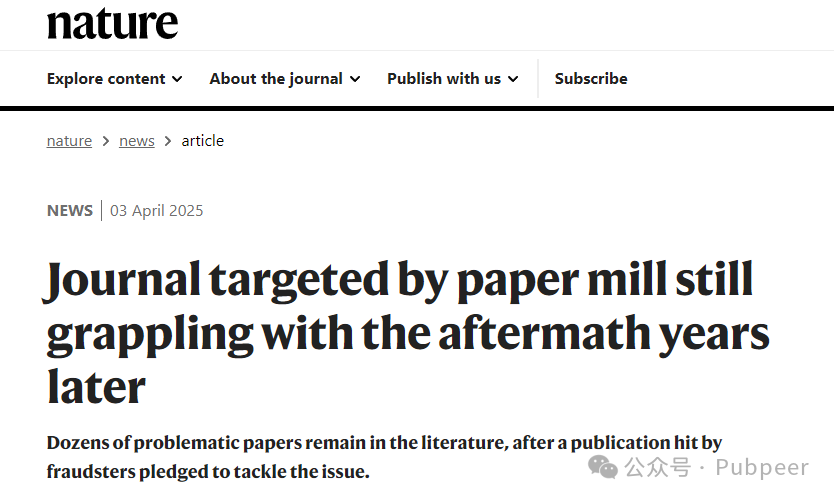 nature
Explore content About the journal Publish with us Subscribe
nature > news > article
NEWS | 03 April 2025
Journal targeted by paper mill still
grappling with the aftermath years
later
Dozens of problematic papers remain in the literature, after a publication hit by
fraudsters pledged to tackle the issue.
公众号 · Pubpeer